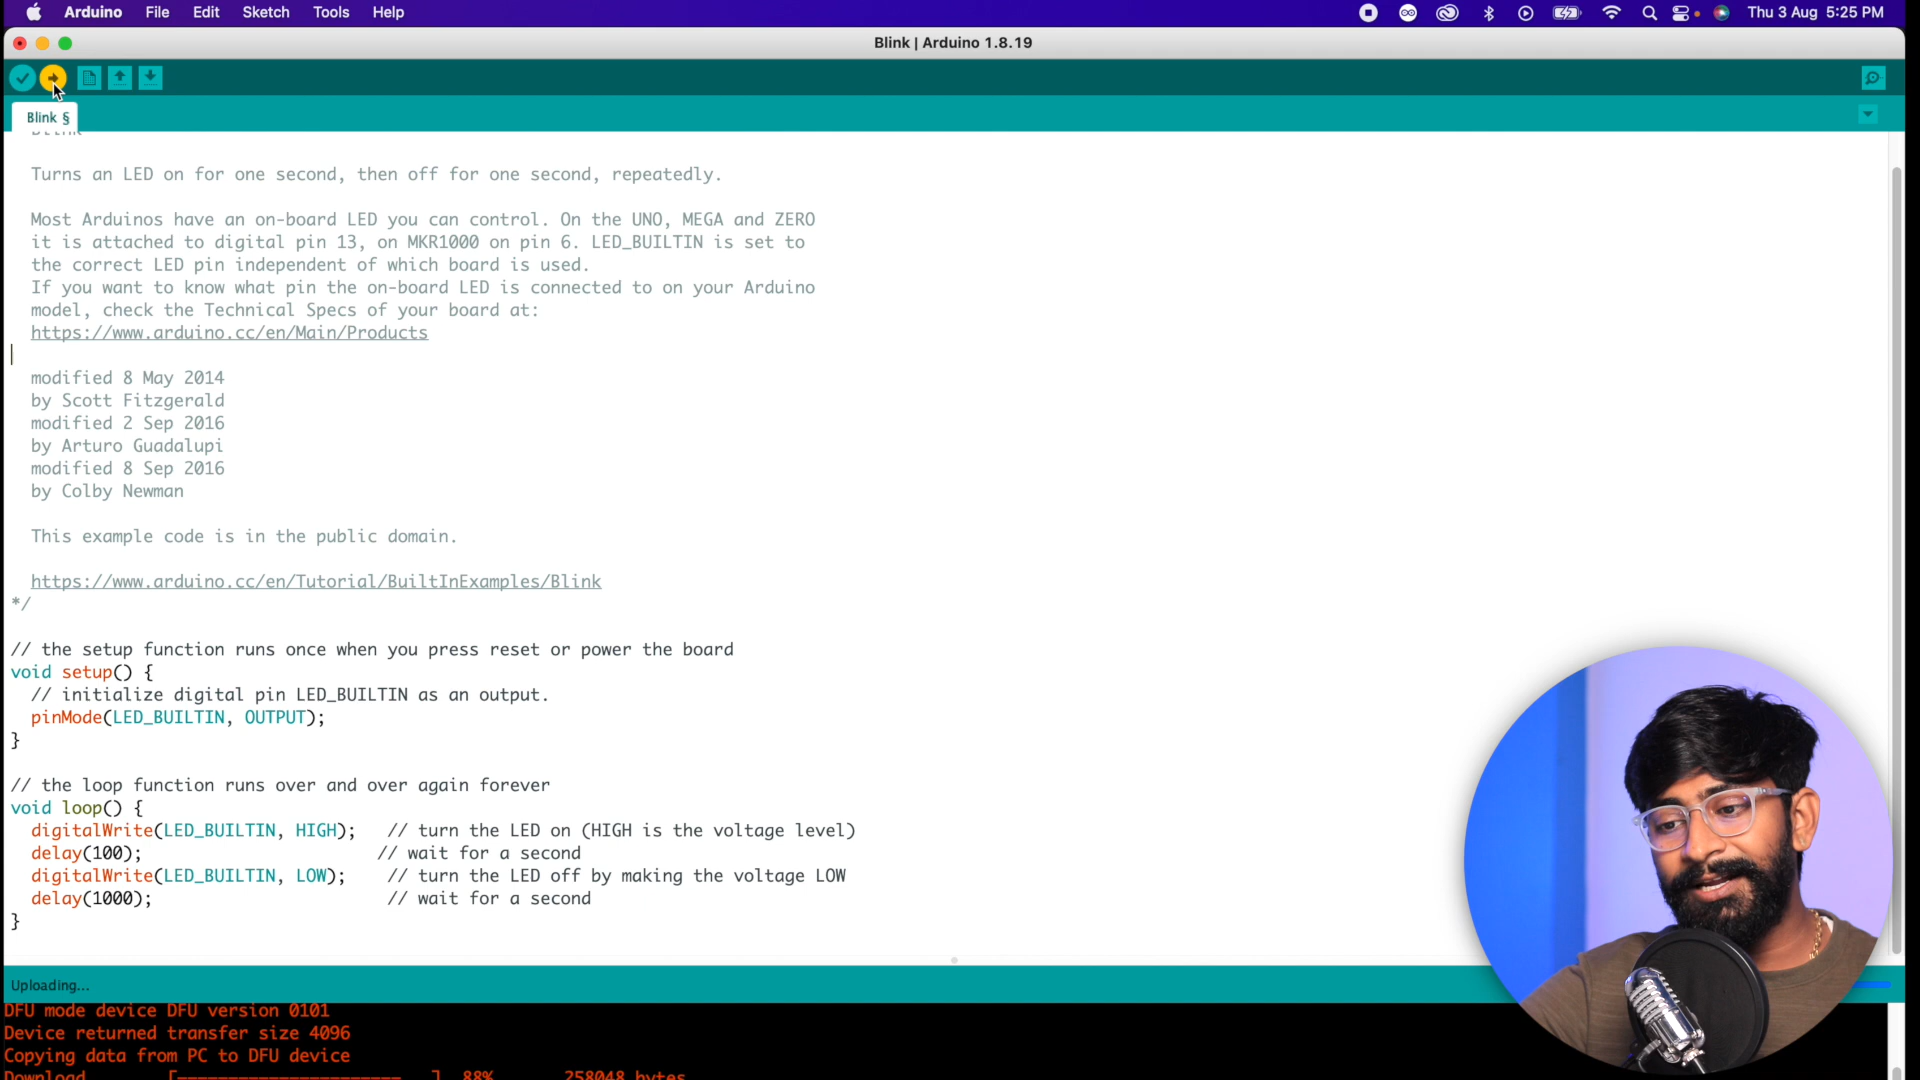 Arduino File Edit Sketch Tools Help Thu 3 Aug 5:25 PM
Blink | Arduino 1.8.19
Blink §
Blink
Turns an LED on for one second, then off for one second, repeatedly.
Most Arduinos have an on-board LED you can control. On the UNO, MEGA and ZERO
it is attached to digital pin 13, on MKR1000 on pin 6. LED_BUILTIN is set to
the correct LED pin independent of which board is used.
If you want to know what pin the on-board LED is connected to on your Arduino
model, check the Technical Specs of your board at:
https://www.arduino.cc/en/Main/Products
modified 8 May 2014
by Scott Fitzgerald
modified 2 Sep 2016
by Arturo Guadalupi
modified 8 Sep 2016
by Colby Newman
This example code is in the public domain.
https://www.arduino.cc/en/Tutorial/BuiltInExamples/Blink
*/
// the setup function runs once when you press reset or power the board
void setup() {
// initialize digital pin LED_BUILTIN as an output.
pinMode(LED_BUILTIN, OUTPUT);
}
// the loop function runs over and over again forever
void loop() {
digitalWrite(LED_BUILTIN, HIGH); // turn the LED on (HIGH is the voltage level)
delay(100); // wait for a second
digitalWrite(LED_BUILTIN, LOW); // turn the LED off by making the voltage LOW
delay(1000); // wait for a second
}
Uploading...
DFU mode device DFU version 0101
Device returned transfer size 4096
Copying data from PC to DFU device
Download [======================= ] 88% 258048 bytes